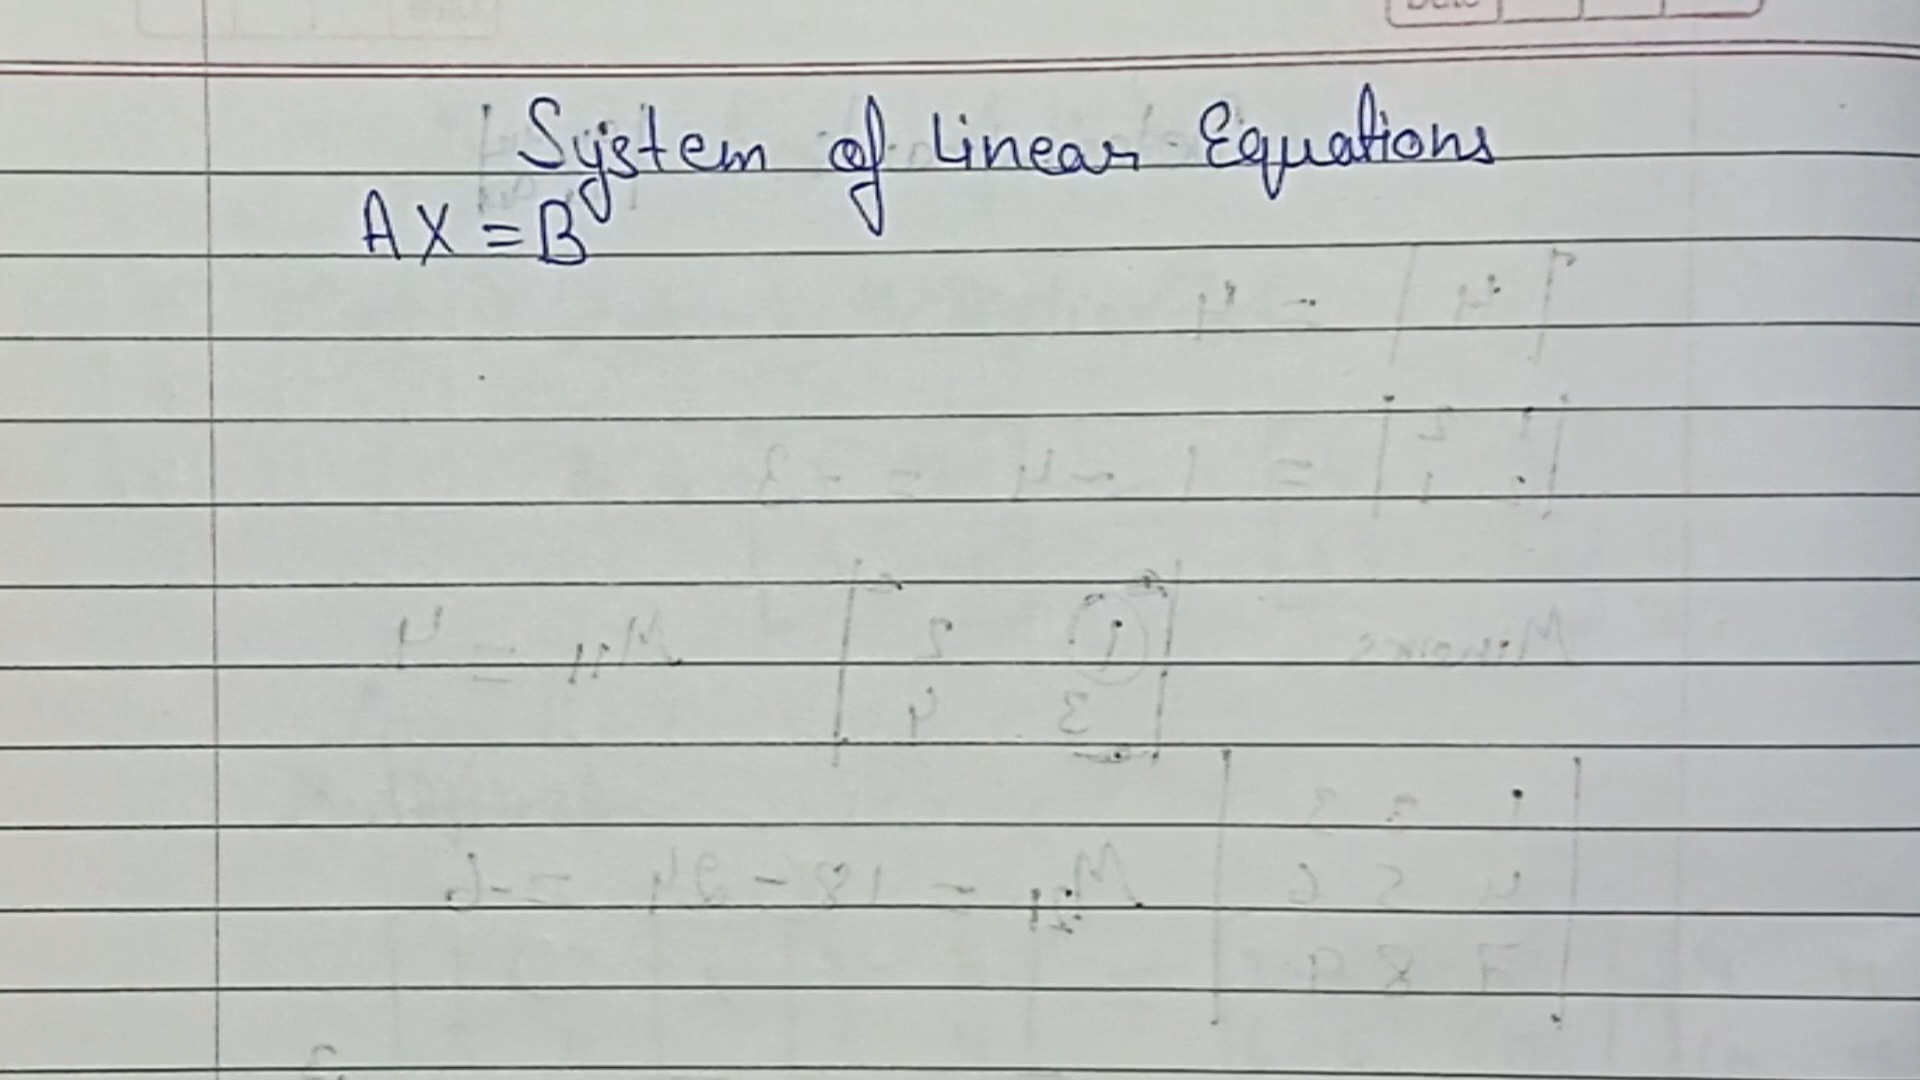 System of Linear Equations
AX = B